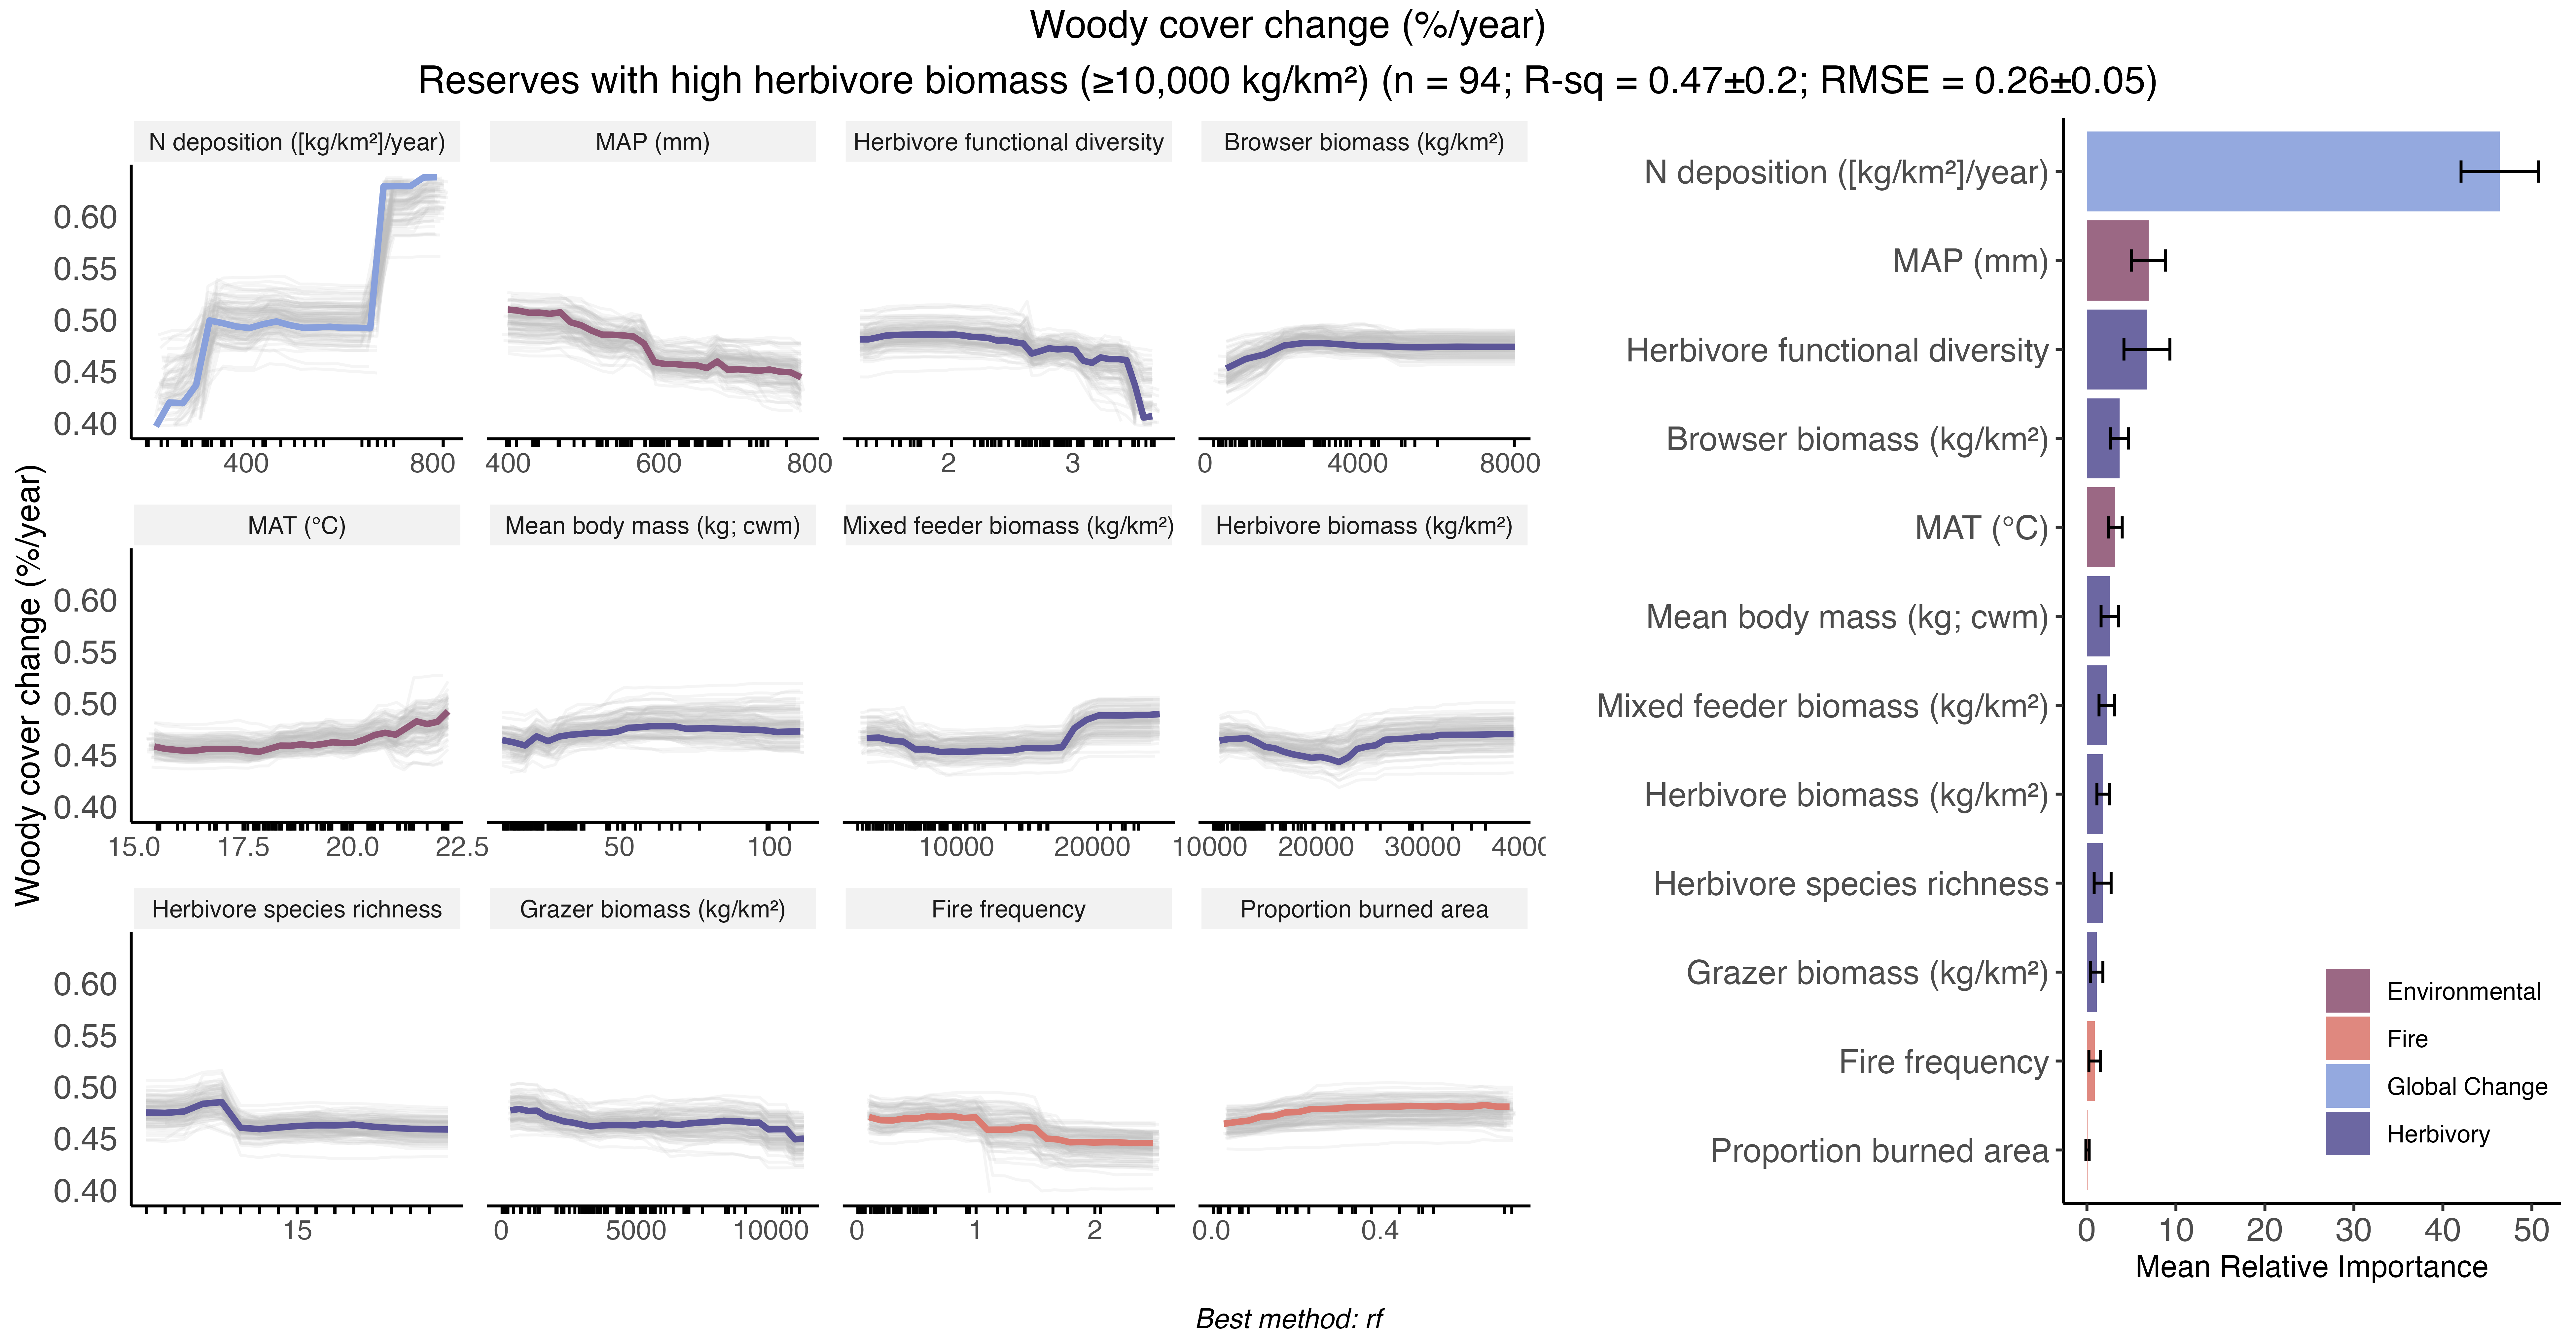 Woody cover change (%/year)
Reserves with high herbivore biomass (≥10,000 kg/km²) (n = 94; R-sq = 0.47±0.2; RMSE = 0.26±0.05)
Woody cover change (%/year)
N deposition ([kg/km²]/year)
MAP (mm)
Herbivore functional diversity
Browser biomass (kg/km²)
0.60
0.55
0.50
0.45
0.40
400 800
400 600 800
2 3
0 4000 8000
MAT (°C)
Mean body mass (kg; cwm)
Mixed feeder biomass (kg/km²)
Herbivore biomass (kg/km²)
0.60
0.55
0.50
0.45
0.40
15.0 17.5 20.0 22.5
50 100
10000 20000
10000 20000 30000
Herbivore species richness
Grazer biomass (kg/km²)
Fire frequency
Proportion burned area
0.60
0.55
0.50
0.45
0.40
15
0 5000 10000
0 1 2
0.0 0.4
N deposition ([kg/km²]/year)
MAP (mm)
Herbivore functional diversity
Browser biomass (kg/km²)
MAT (°C)
Mean body mass (kg; cwm)
Mixed feeder biomass (kg/km²)
Herbivore biomass (kg/km²)
Herbivore species richness
Grazer biomass (kg/km²)
Fire frequency
Proportion burned area
0 10 20 30 40 50
Mean Relative Importance
Environmental
Fire
Global Change
Herbivory
Best method: rf